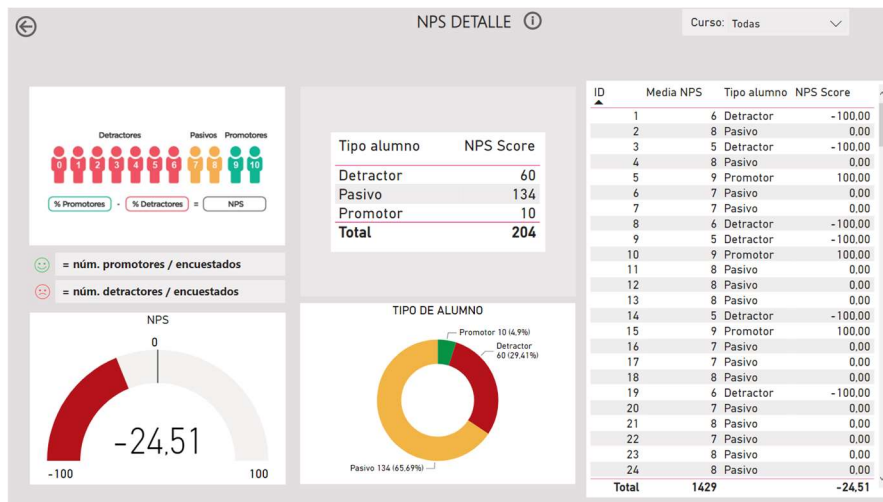 NPS DETALLE
Curso: Todas
Detractores Pasivos Promotores
0 1 2 3 4 5 6 7 8 9 10
% Promotores - % Detractores = NPS
= núm. promotores / encuestados
= núm. detractores / encuestados
NPS
0
-24,51
-100 100
Tipo alumno NPS Score
Detractor 60
Pasivo 134
Promotor 10
Total 204
TIPO DE ALUMNO
Promotor 10 (4,9%)
Detractor
60 (29,41%)
Pasivo 134 (65,69%)
ID Media NPS Tipo alumno NPS Score
1 6 Detractor -100,00
2 8 Pasivo 0,00
3 5 Detractor -100,00
4 8 Pasivo 0,00
5 9 Promotor 100,00
6 7 Pasivo 0,00
7 7 Pasivo 0,00
8 6 Detractor -100,00
9 5 Detractor -100,00
10 9 Promotor 100,00
11 8 Pasivo 0,00
12 8 Pasivo 0,00
13 8 Pasivo 0,00
14 5 Detractor -100,00
15 9 Promotor 100,00
16 7 Pasivo 0,00
17 7 Pasivo 0,00
18 8 Pasivo 0,00
19 6 Detractor -100,00
20 7 Pasivo 0,00
21 8 Pasivo 0,00
22 7 Pasivo 0,00
23 8 Pasivo 0,00
24 8 Pasivo 0,00
Total 1429 -24,51